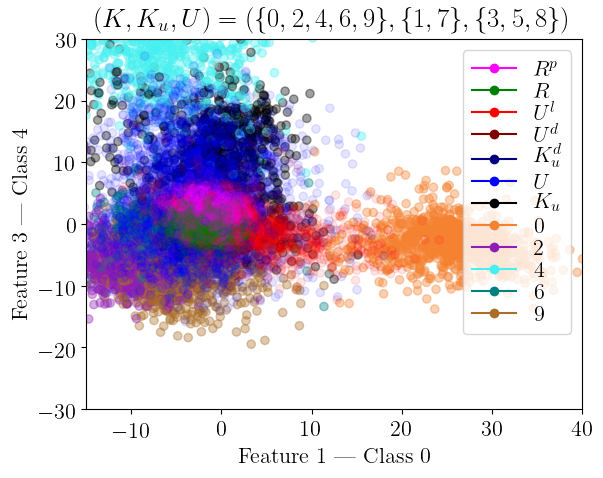 (K, K_u, U) = ({0, 2, 4, 6, 9}, {1, 7}, {3, 5, 8})
30
20
10
0
−10
−20
−30
Feature 3 — Class 4
−10
0
10
20
30
40
Feature 1 — Class 0
R^p
R
U^l
U^d
K_u^d
U
K_u
0
2
4
6
9